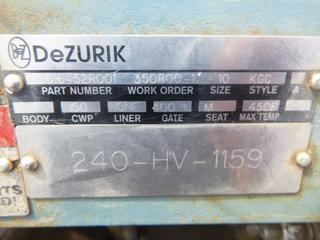 DeZURIK
350800-1 10 KGC
PART NUMBER WORK ORDER SIZE STYLE A
150 NONE M 450F
BODY CWP LINER GATE SEAT MAX TEMP
240-HV-1159